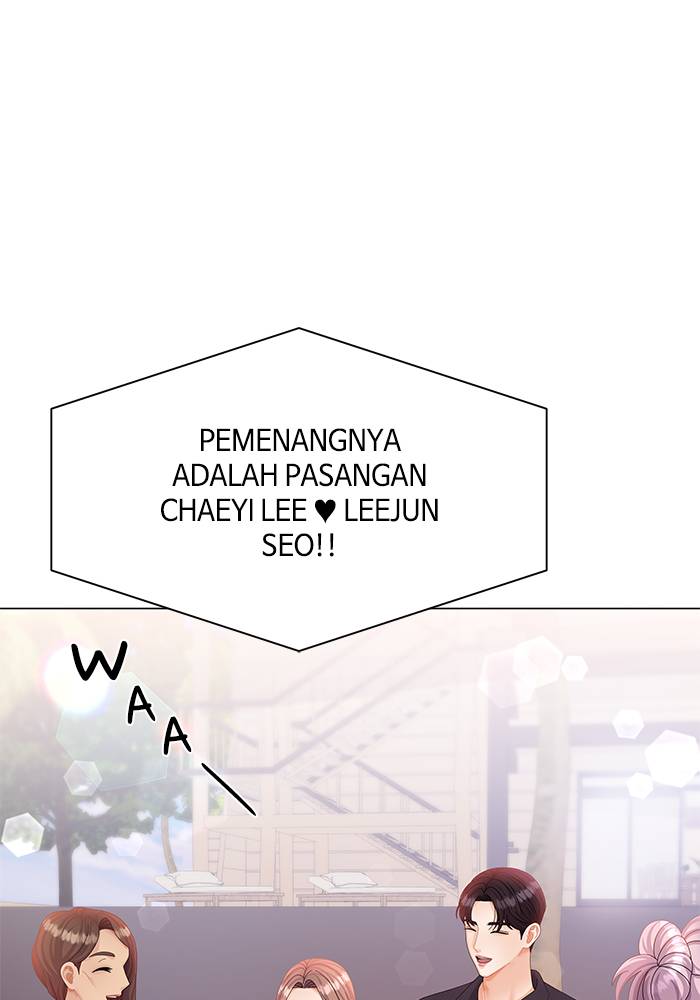 PEMENANGNYA
ADALAH PASANGAN
CHAEYI LEE ♥ LEEJUN
SEO!!
WAA